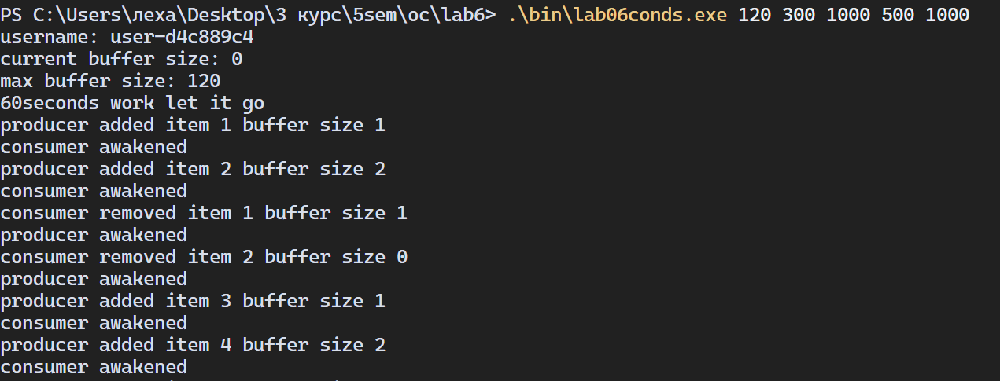 PS C:\Users\леха\Desktop\3 курс\5sem\ос\lab6> .\bin\lab06conds.exe 120 300 1000 500 1000
username: user-d4c889c4
current buffer size: 0
max buffer size: 120
60seconds work let it go
producer added item 1 buffer size 1
consumer awakened
producer added item 2 buffer size 2
consumer awakened
consumer removed item 1 buffer size 1
producer awakened
consumer removed item 2 buffer size 0
producer awakened
producer added item 3 buffer size 1
consumer awakened
producer added item 4 buffer size 2
consumer awakened